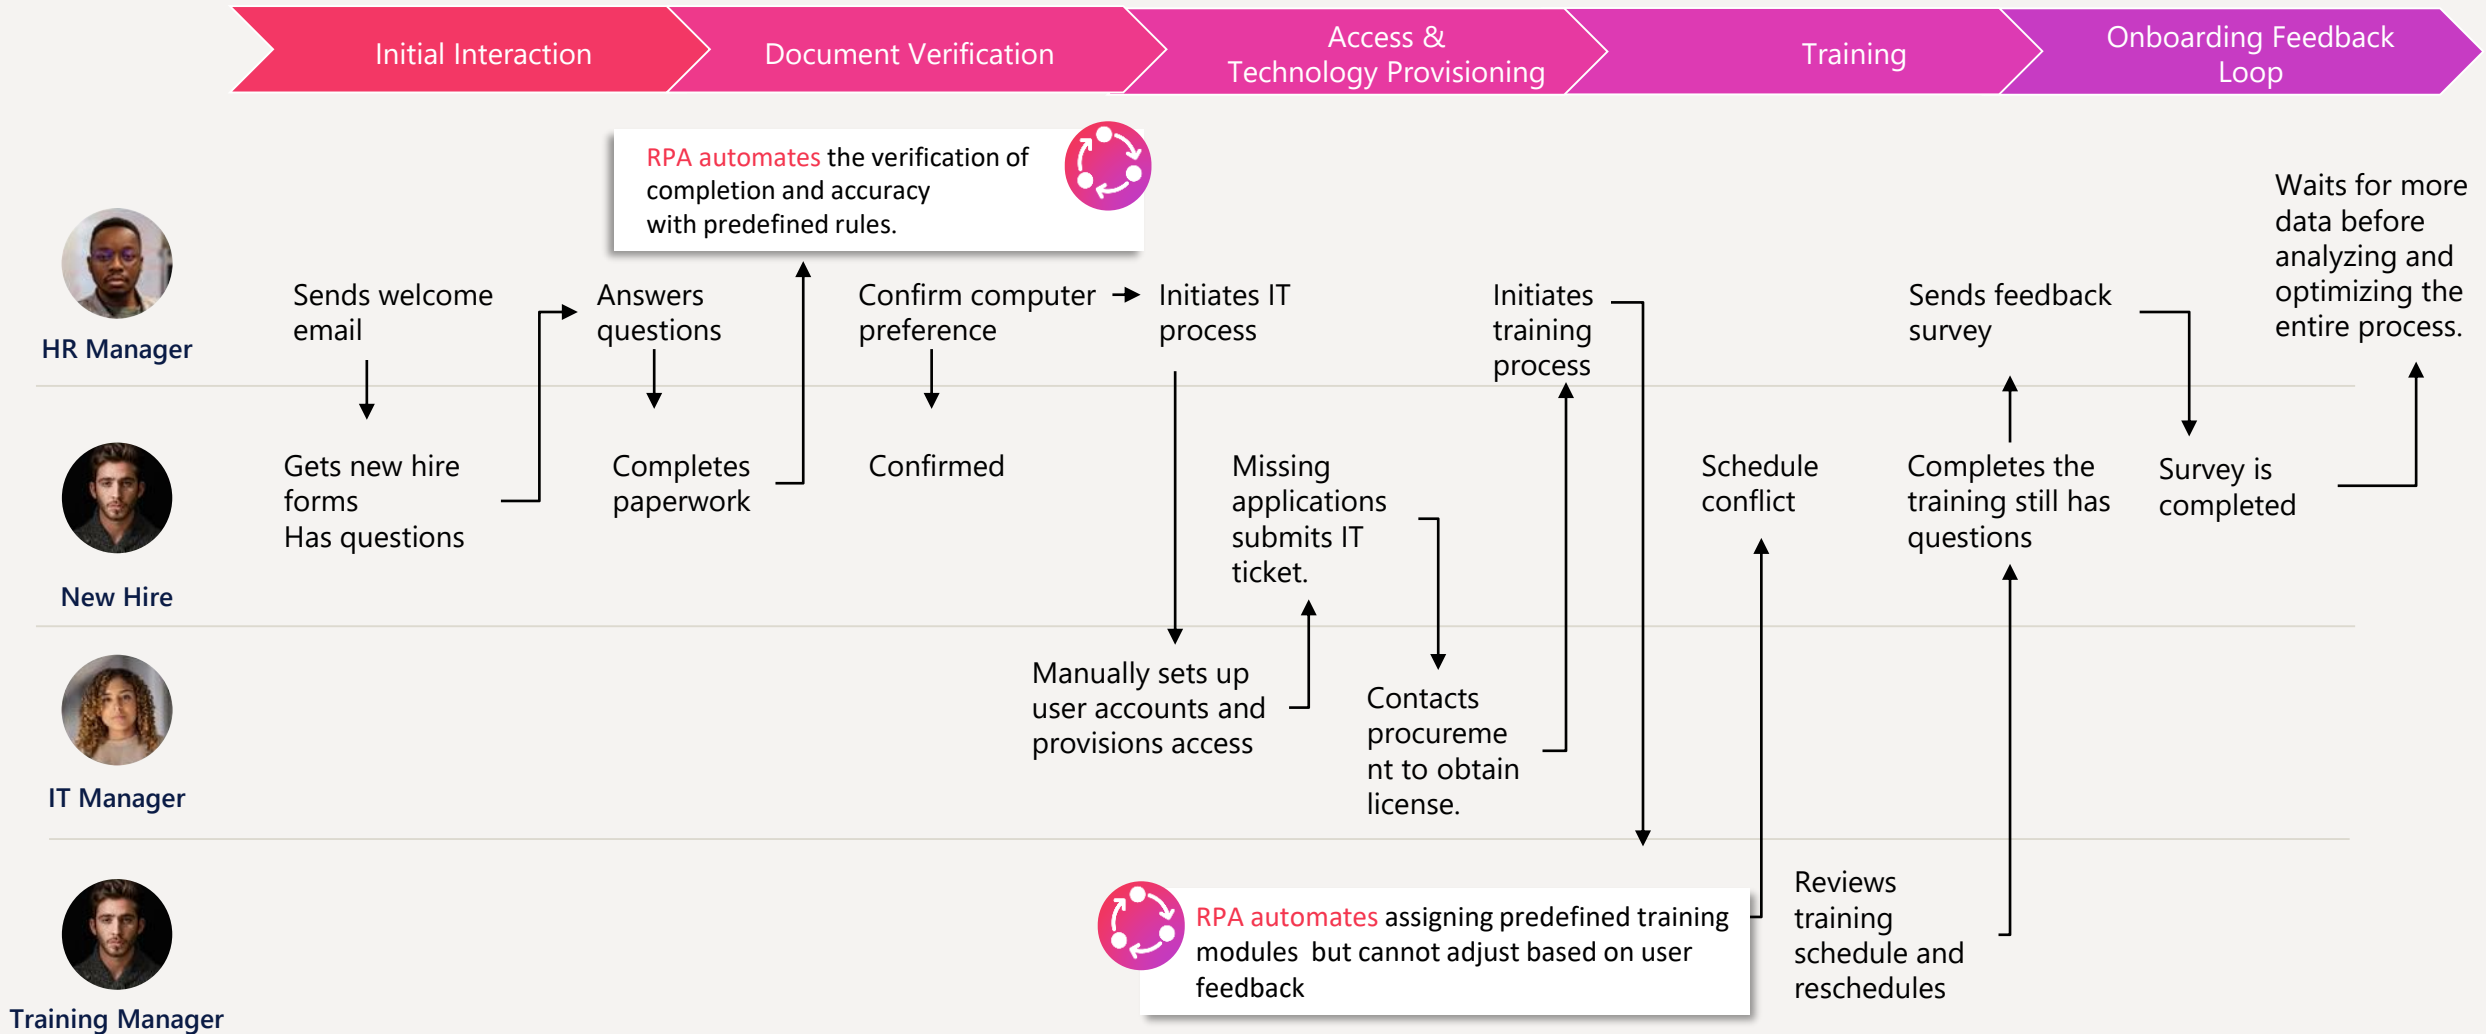 Initial Interaction
Document Verification
Access &
Technology Provisioning
Training
Onboarding Feedback
Loop
RPA automates the verification of
completion and accuracy
with predefined rules.
HR Manager
Sends welcome
email
Answers
questions
Confirm computer
preference
Initiates IT
process
Initiates
training
process
Sends feedback
survey
Waits for more
data before
analyzing and
optimizing the
entire process.
New Hire
Gets new hire
forms
Has questions
Completes
paperwork
Confirmed
Missing
applications
submits IT
ticket.
Schedule
conflict
Completes the
training still has
questions
Survey is
completed
IT Manager
Manually sets up
user accounts and
provisions access
Contacts
procureme
nt to obtain
license.
Training Manager
RPA automates assigning predefined training
modules  but cannot adjust based on user
feedback
Reviews
training
schedule and
reschedules